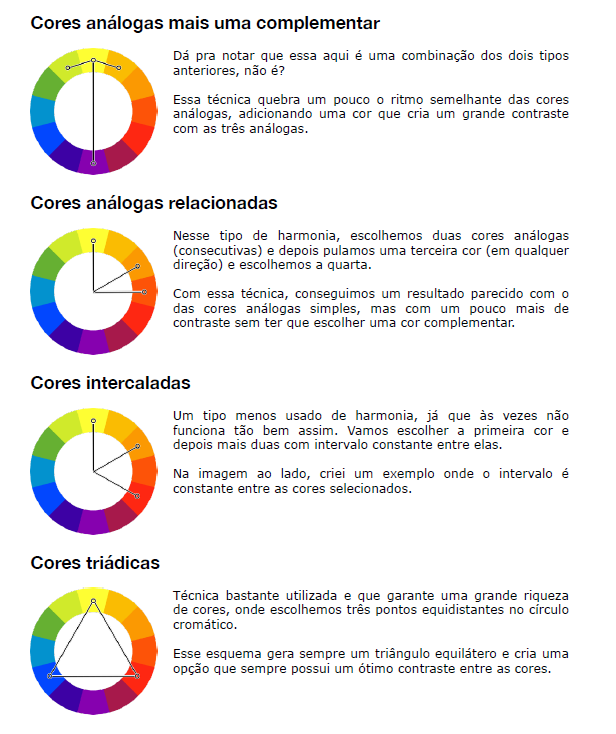 Cores análogas mais uma complementar
Dá pra notar que essa aqui é uma combinação dos dois tipos
anteriores, não é?
Essa técnica quebra um pouco o ritmo semelhante das cores
análogas, adicionando uma cor que cria um grande contraste
com as três análogas.
Cores análogas relacionadas
Nesse tipo de harmonia, escolhemos duas cores análogas
(consecutivas) e depois pulamos uma terceira cor (em qualquer
direção) e escolhemos a quarta.
Com essa técnica, conseguimos um resultado parecido com o
das cores análogas simples, mas com um pouco mais de
contraste sem ter que escolher uma cor complementar.
Cores intercaladas
Um tipo menos usado de harmonia, já que às vezes não
funciona tão bem assim. Vamos escolher a primeira cor e
depois mais duas com intervalo constante entre elas.
Na imagem ao lado, criei um exemplo onde o intervalo é
constante entre as cores selecionados.
Cores triádicas
Técnica bastante utilizada e que garante uma grande riqueza
de cores, onde escolhemos três pontos equidistantes no círculo
cromático.
Esse esquema gera sempre um triângulo equilátero e cria uma
opção que sempre possui um ótimo contraste entre as cores.